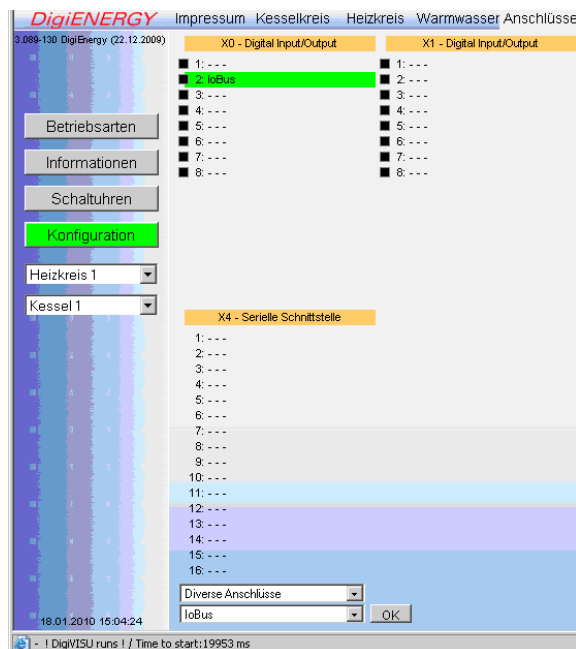 DigiENERGY
Impressum Kesselkreis Heizkreis Warmwasser Anschlüsse
3.089-130 DigiEnergy (22.12.2009)
X0 - Digital Input/Output
1: - - -
2: IoBus
3: - - -
4: - - -
5: - - -
6: - - -
7: - - -
8: - - -
X1 - Digital Input/Output
1: - - -
2: - - -
3: - - -
4: - - -
5: - - -
6: - - -
7: - - -
8: - - -
Betriebsarten
Informationen
Schaltuhren
Konfiguration
Heizkreis 1
Kessel 1
X4 - Serielle Schnittstelle
1: - - -
2: - - -
3: - - -
4: - - -
5: - - -
6: - - -
7: - - -
8: - - -
9: - - -
10: - - -
11: - - -
12: - - -
13: - - -
14: - - -
15: - - -
16: - - -
Diverse Anschlüsse
IoBus
OK
18.01.2010 15:04:24
- ! DigiVISU runs ! / Time to start:19953 ms